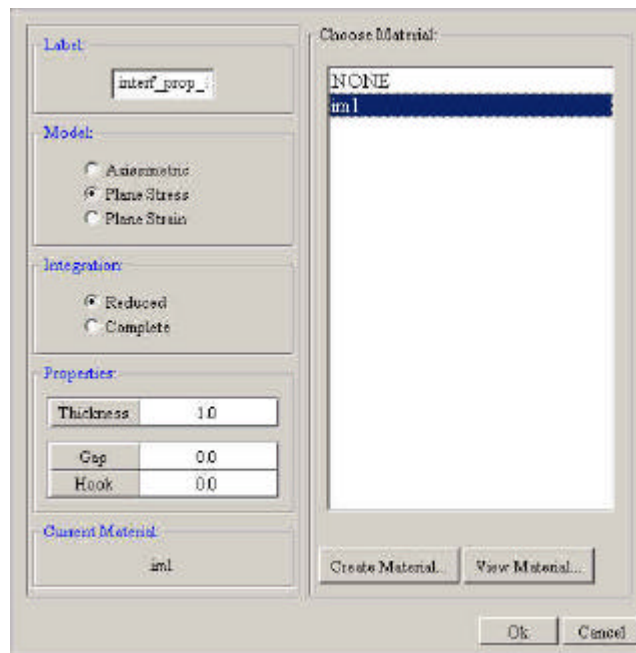 Label:
interf_prop_
Model:
Axissimetric
Plane Stress
Plane Strain
Integration:
Reduced
Complete
Properties:
Thickness 1.0
Gap 0.0
Hook 0.0
Current Material:
im1
Choose Material:
NONE
im1
Create Material... View Material...
Ok Cancel